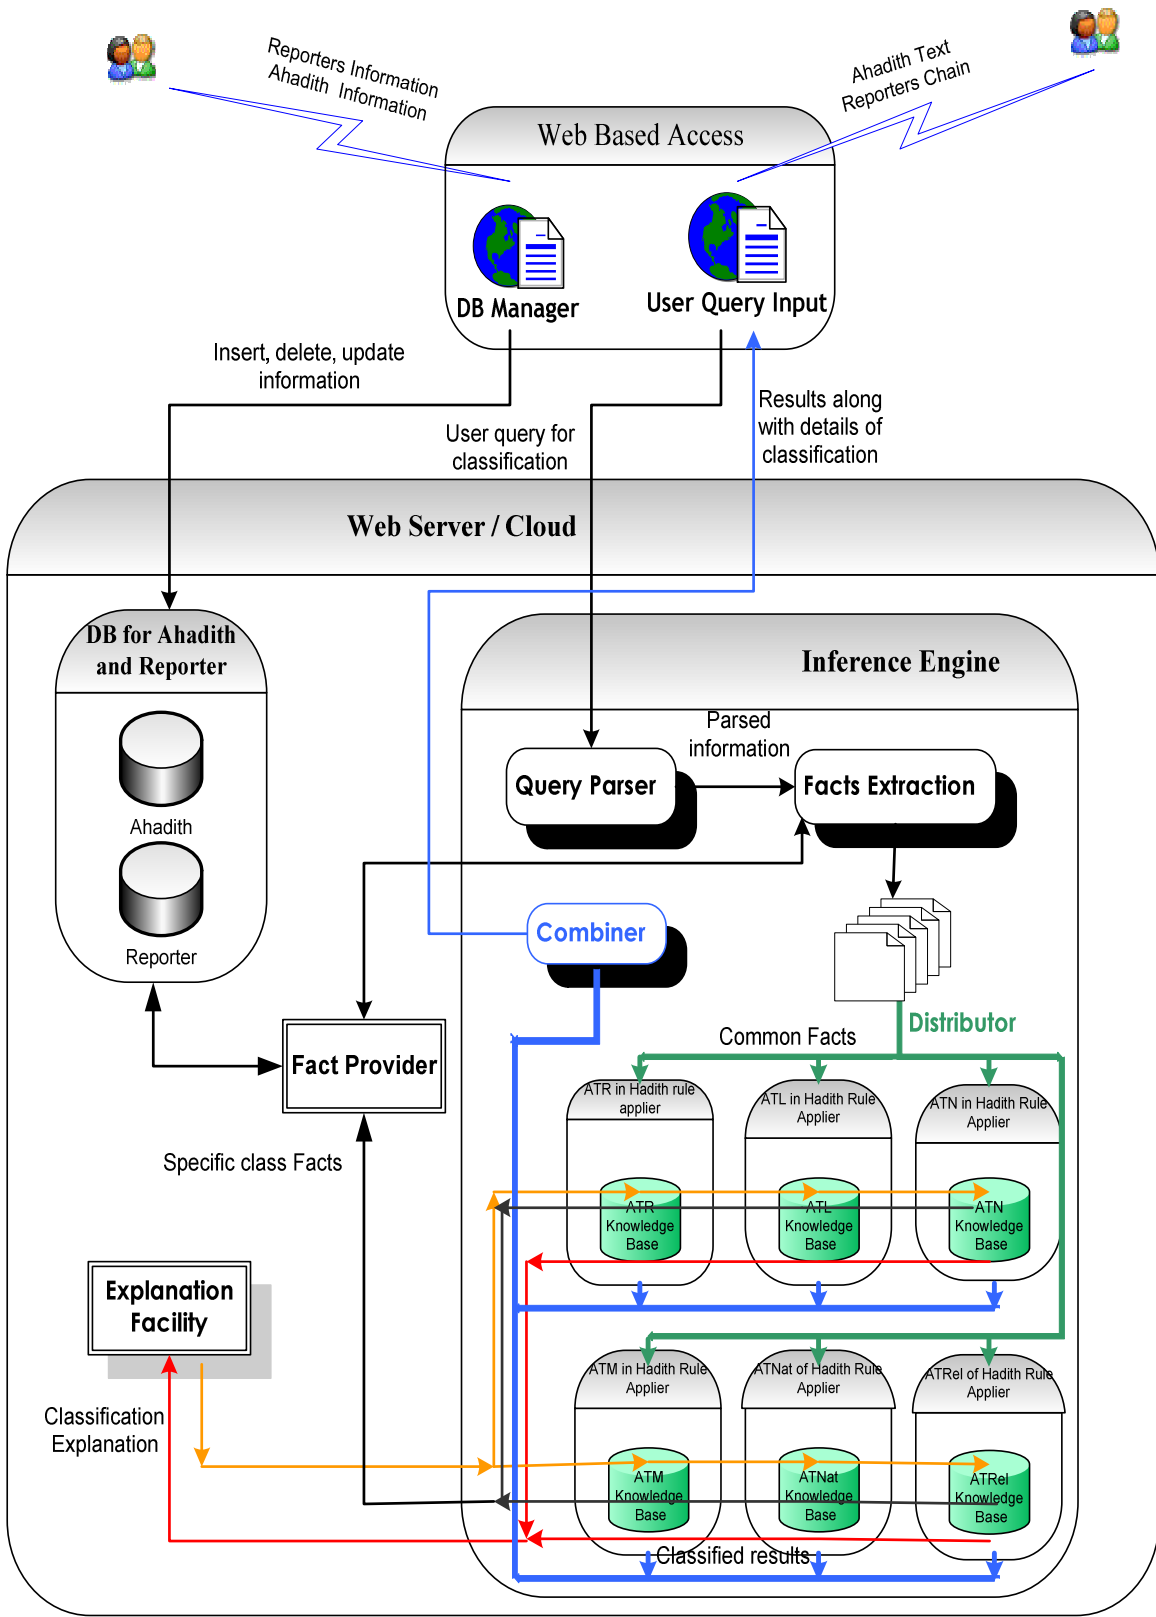 Reporters Information
Ahadith Information
Ahadith Text
Reporters Chain
Web Based Access
DB Manager
User Query Input
Insert, delete, update
information
User query for
classification
Results along
with details of
classification
Web Server / Cloud
DB for Ahadith
and Reporter
Ahadith
Reporter
Inference Engine
Parsed
information
Query Parser
Facts Extraction
Combiner
Distributor
Common Facts
Fact Provider
Specific class Facts
ATR in Hadith rule
applier
ATL in Hadith Rule
Applier
ATN in Hadith Rule
Applier
ATR
Knowledge
Base
ATL
Knowledge
Base
ATN
Knowledge
Base
Explanation
Facility
Classification
Explanation
ATM in Hadith Rule
Applier
ATNat of Hadith Rule
Applier
ATRel of Hadith Rule
Applier
ATM
Knowledge
Base
ATNat
Knowledge
Base
ATRel
Knowledge
Base
Classified results